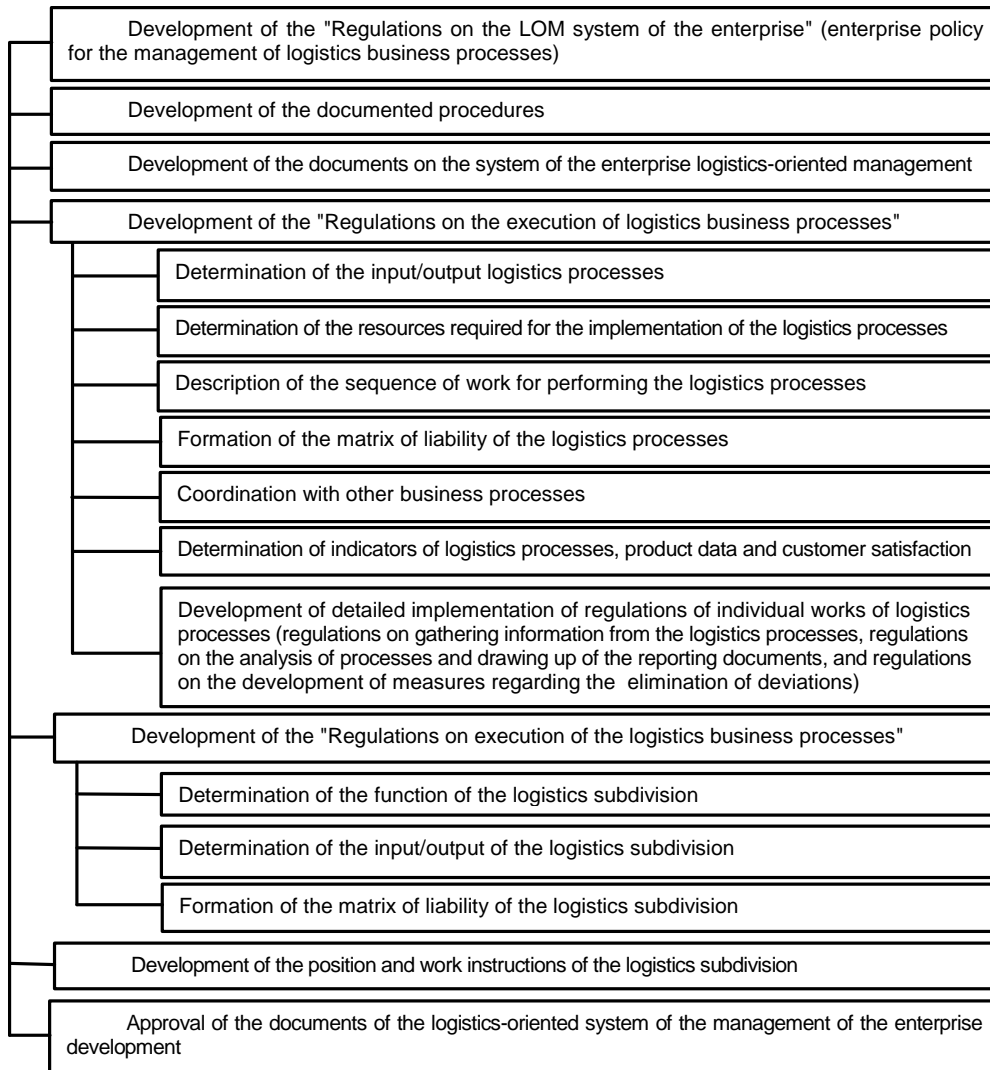 Development of the "Regulations on the LOM system of the enterprise" (enterprise policy
for the management of logistics business processes)
Development of the documented procedures
Development of the documents on the system of the enterprise logistics-oriented management
Development of the "Regulations on the execution of logistics business processes"
Determination of the input/output logistics processes
Determination of the resources required for the implementation of the logistics processes
Description of the sequence of work for performing the logistics processes
Formation of the matrix of liability of the logistics processes
Coordination with other business processes
Determination of indicators of logistics processes, product data and customer satisfaction
Development of detailed implementation of regulations of individual works of logistics
processes (regulations on gathering information from the logistics processes, regulations
on the analysis of processes and drawing up of the reporting documents, and regulations
on the development of measures regarding the elimination of deviations)
Development of the "Regulations on execution of the logistics business processes"
Determination of the function of the logistics subdivision
Determination of the input/output of the logistics subdivision
Formation of the matrix of liability of the logistics subdivision
Development of the position and work instructions of the logistics subdivision
Approval of the documents of the logistics-oriented system of the management of the enterprise
development